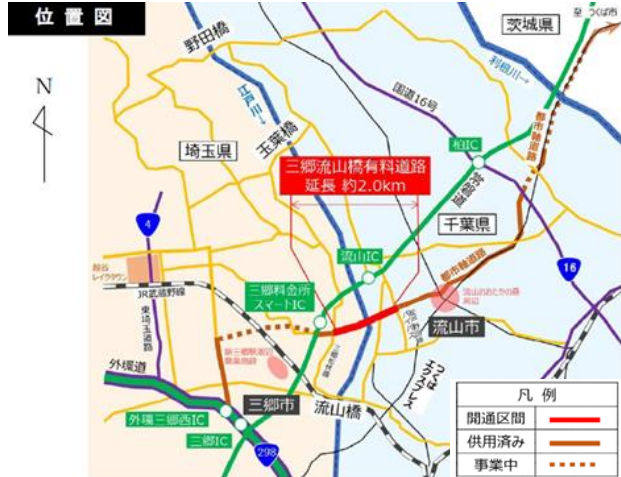 位置図
N
野田橋
茨城県
至 つくば市
利根川→
国道16号
江戸川→
玉葉橋
都市軸道路
埼玉県
柏IC
三郷流山橋有料道路
延長 約2.0km
常磐道
千葉県
4
流山IC
都市軸道路
16
越谷
レイクタウン
三郷料金所
スマートIC
JR武蔵野線
東埼玉道路
流山おおたかの森
周辺
流山市
外環道
つくば
エクスプレス
三郷市
流山橋
外環三郷西IC
三郷IC
298
凡 例
開通区間
供用済み
事業中